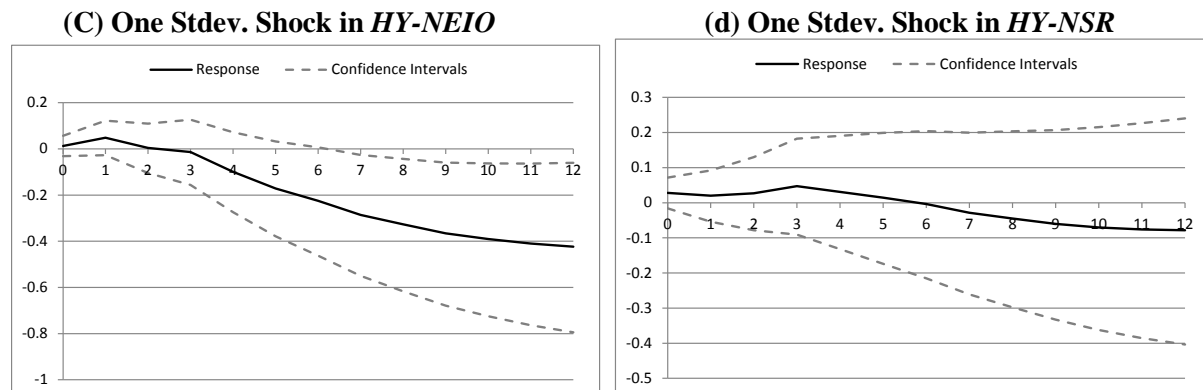 (C) One Stdev. Shock in HY-NEIO
Response Confidence Intervals
0.2
0
-0.2
-0.4
-0.6
-0.8
-1
0 1 2 3 4 5 6 7 8 9 10 11 12
(d) One Stdev. Shock in HY-NSR
Response Confidence Intervals
0.3
0.2
0.1
0
-0.1
-0.2
-0.3
-0.4
-0.5
0 1 2 3 4 5 6 7 8 9 10 11 12